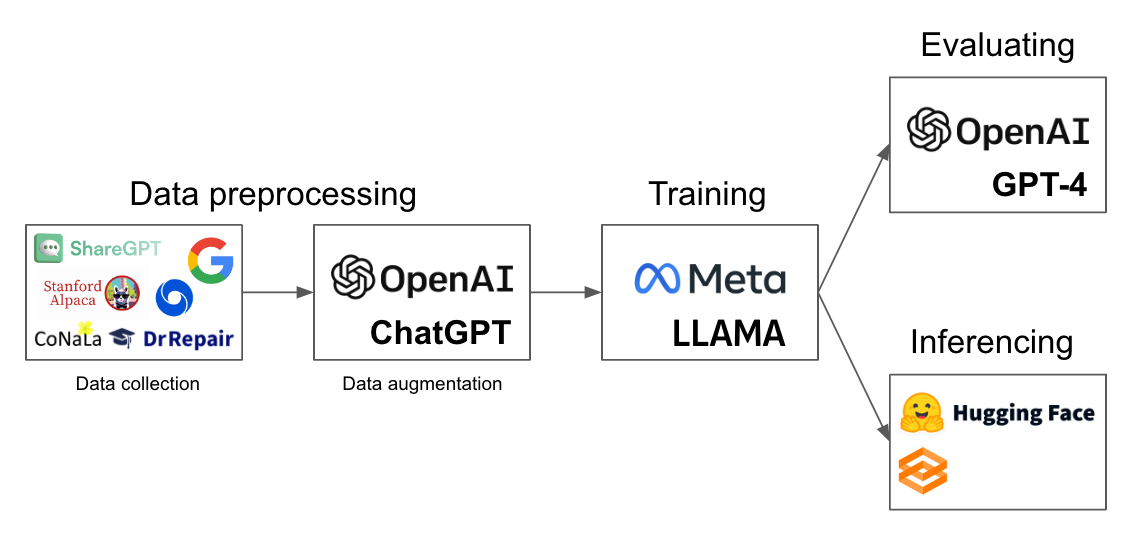 Evaluating
OpenAI
GPT-4
Data preprocessing
Training
ShareGPT
Stanford
Alpaca
CoNaLa
DrRepair
OpenAI
ChatGPT
Meta
LLAMA
Data collection
Data augmentation
Inferencing
Hugging Face